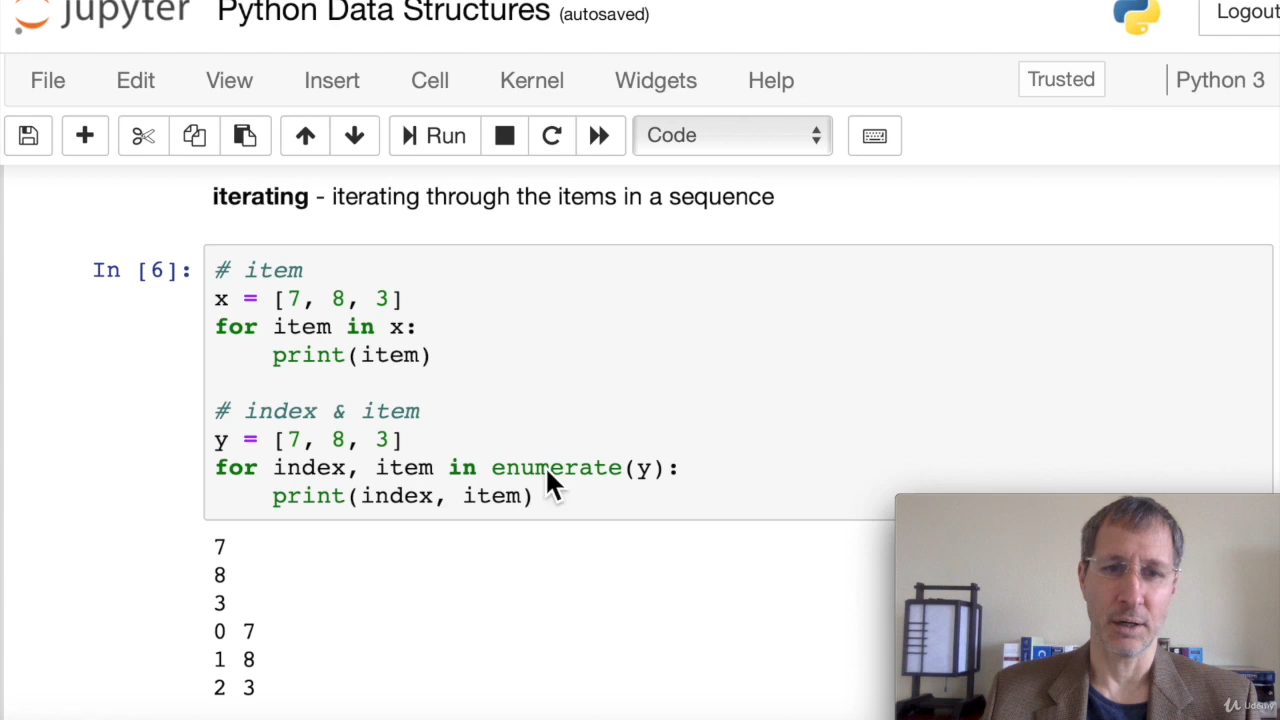 jupyter Python Data Structures (autosaved)
Logout
File Edit View Insert Cell Kernel Widgets Help Trusted Python 3
Run Code
iterating - iterating through the items in a sequence
In [6]:
# item
x = [7, 8, 3]
for item in x:
    print(item)
# index & item
y = [7, 8, 3]
for index, item in enumerate(y):
    print(index, item)
7
8
3
0 7
1 8
2 3
Udemy